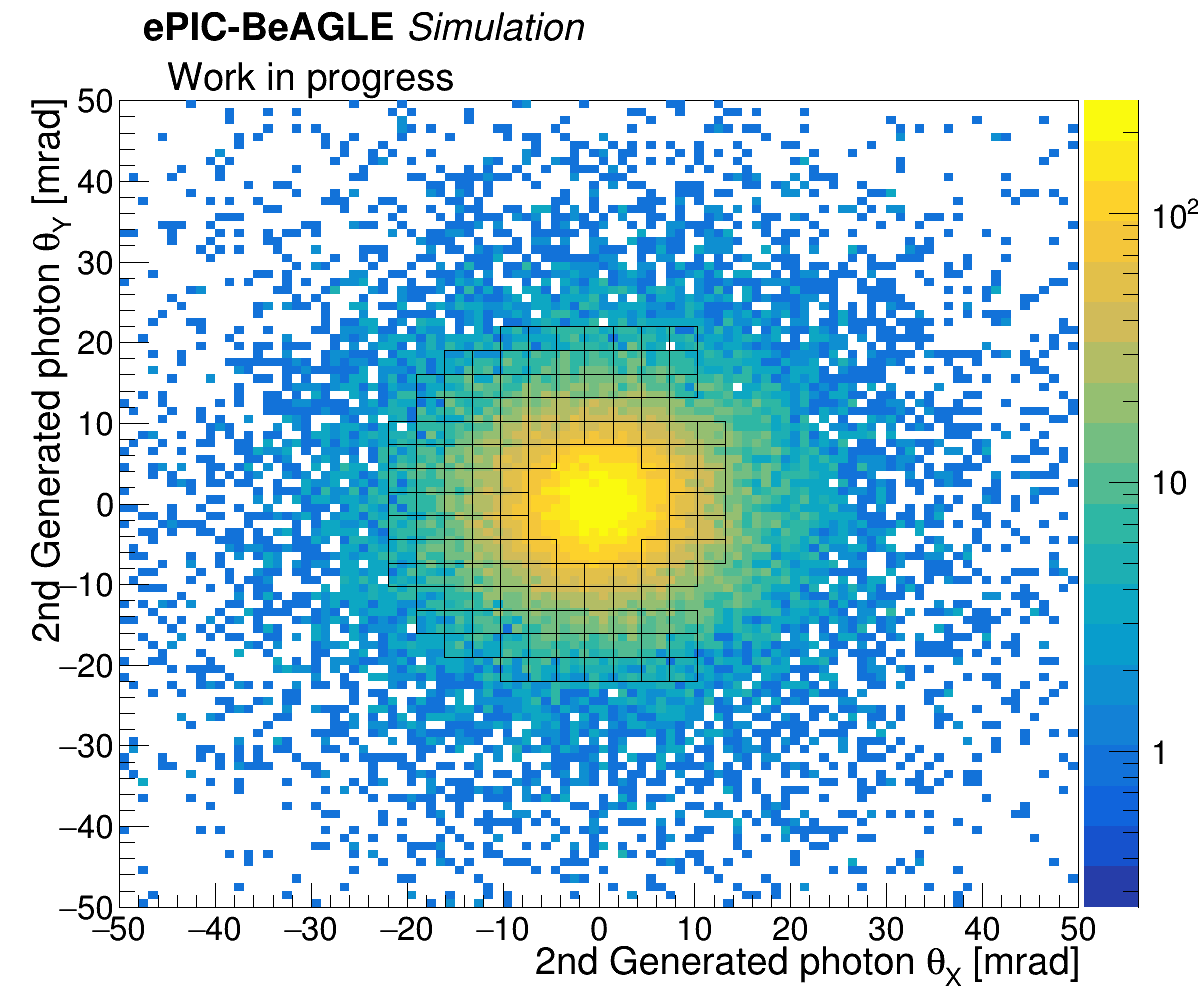 ePIC-BeAGLE Simulation
Work in progress
2nd Generated photon θY [mrad]
50
40
30
20
10
0
−10
−20
−30
−40
−50
−50 −40 −30 −20 −10 0 10 20 30 40 50
2nd Generated photon θX [mrad]
10²
10
1